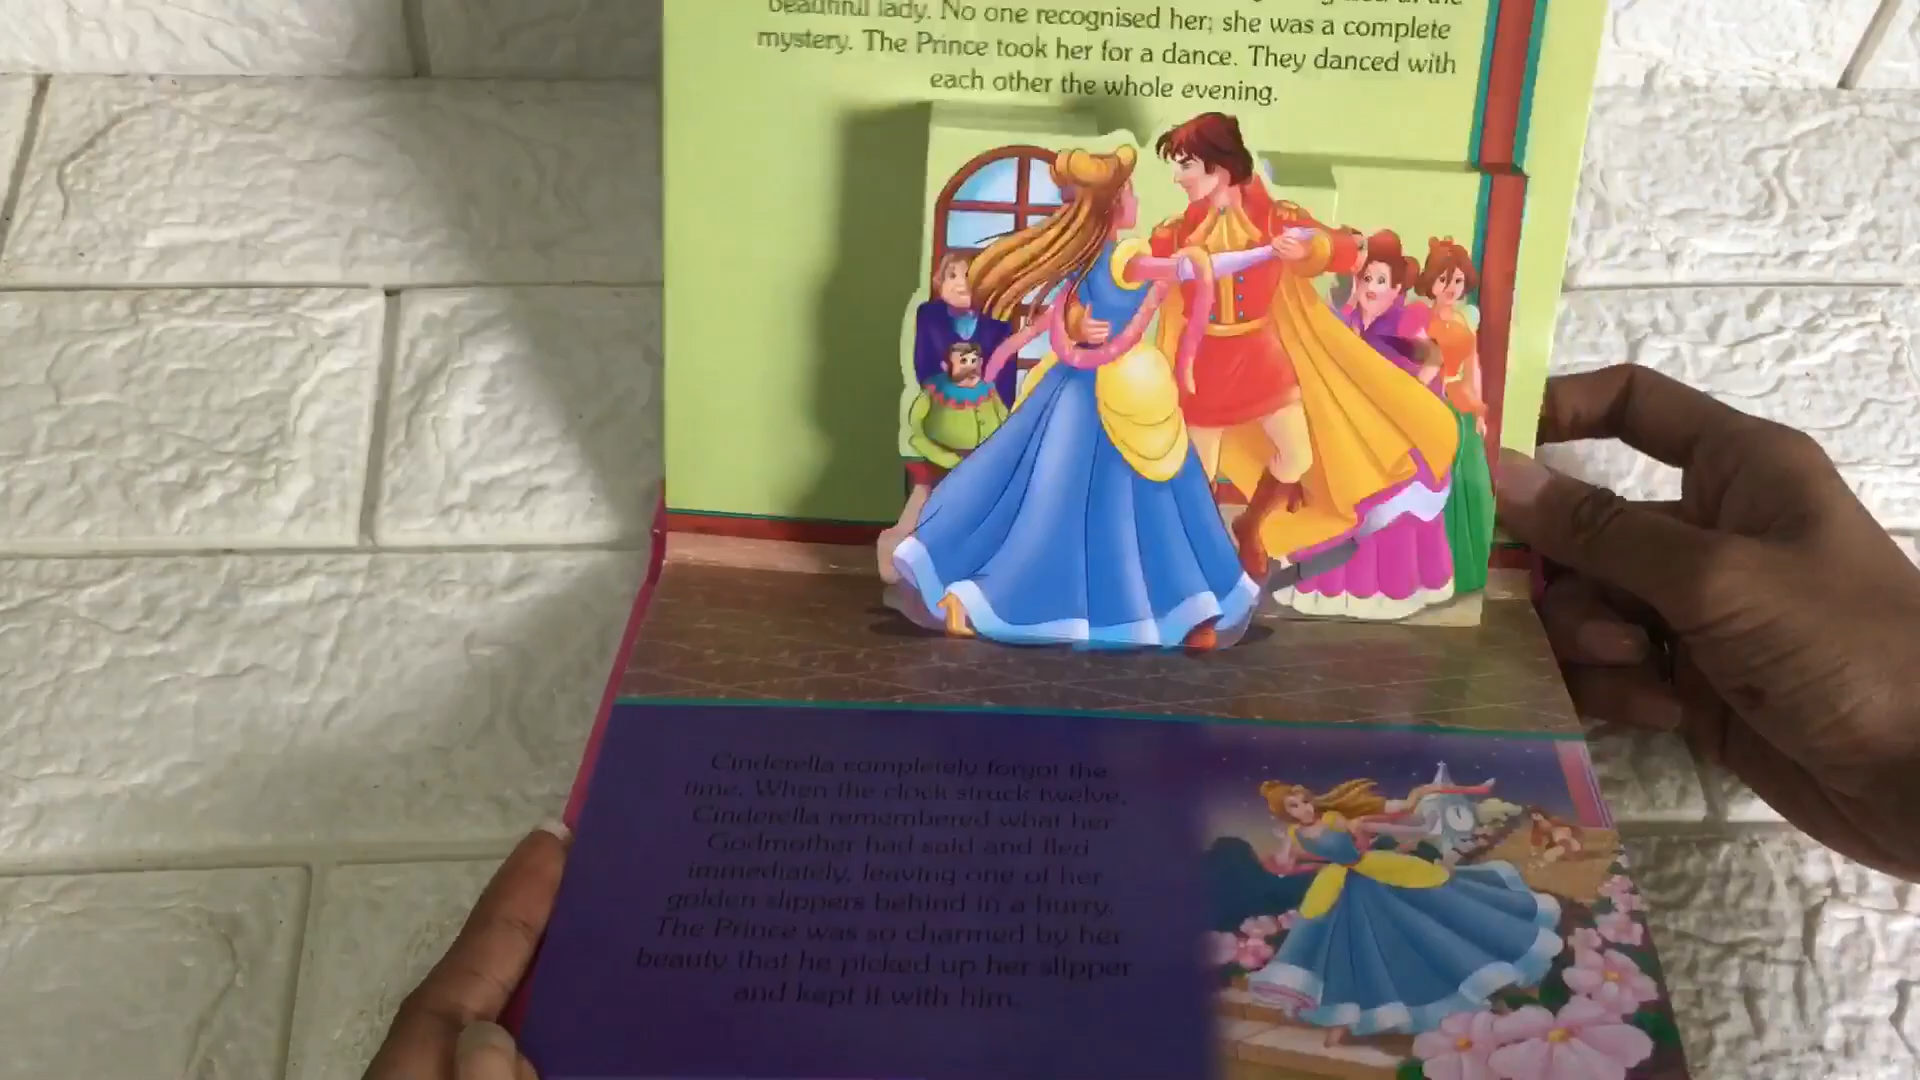 beautiful lady. No one recognised her; she was a complete
mystery. The Prince took her for a dance. They danced with
each other the whole evening.
Cinderella completely forgot the
time. When the clock struck twelve,
Cinderella remembered what her
Godmother had said and fled
immediately, leaving one of her
golden slippers behind in a hurry.
The Prince was so charmed by her
beauty that he picked up her slipper
and kept it with him.